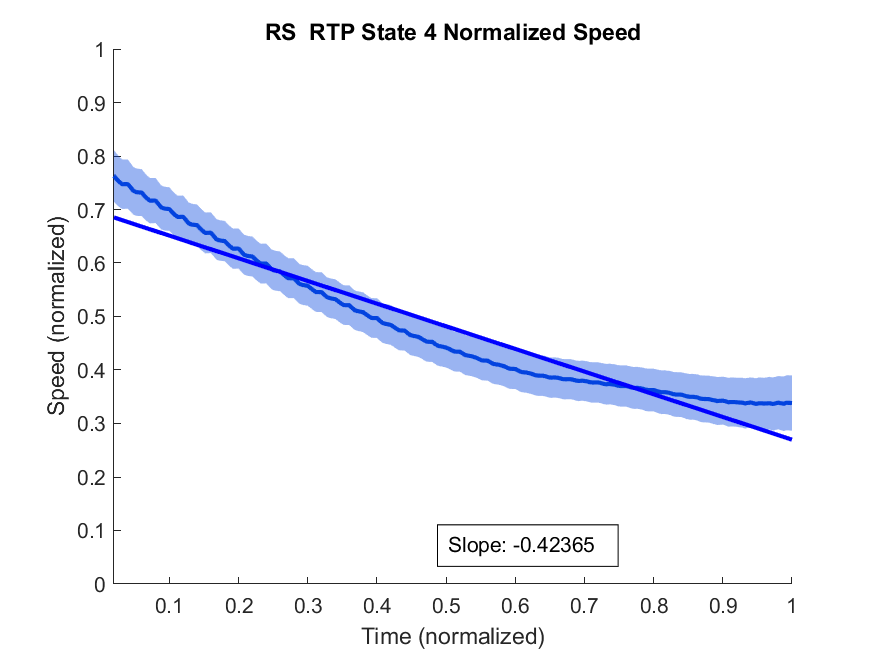 RS  RTP State 4 Normalized Speed
1
0.9
0.8
0.7
0.6
0.5
0.4
0.3
0.2
0.1
0
Speed (normalized)
Slope: -0.42365
0.1 0.2 0.3 0.4 0.5 0.6 0.7 0.8 0.9 1
Time (normalized)